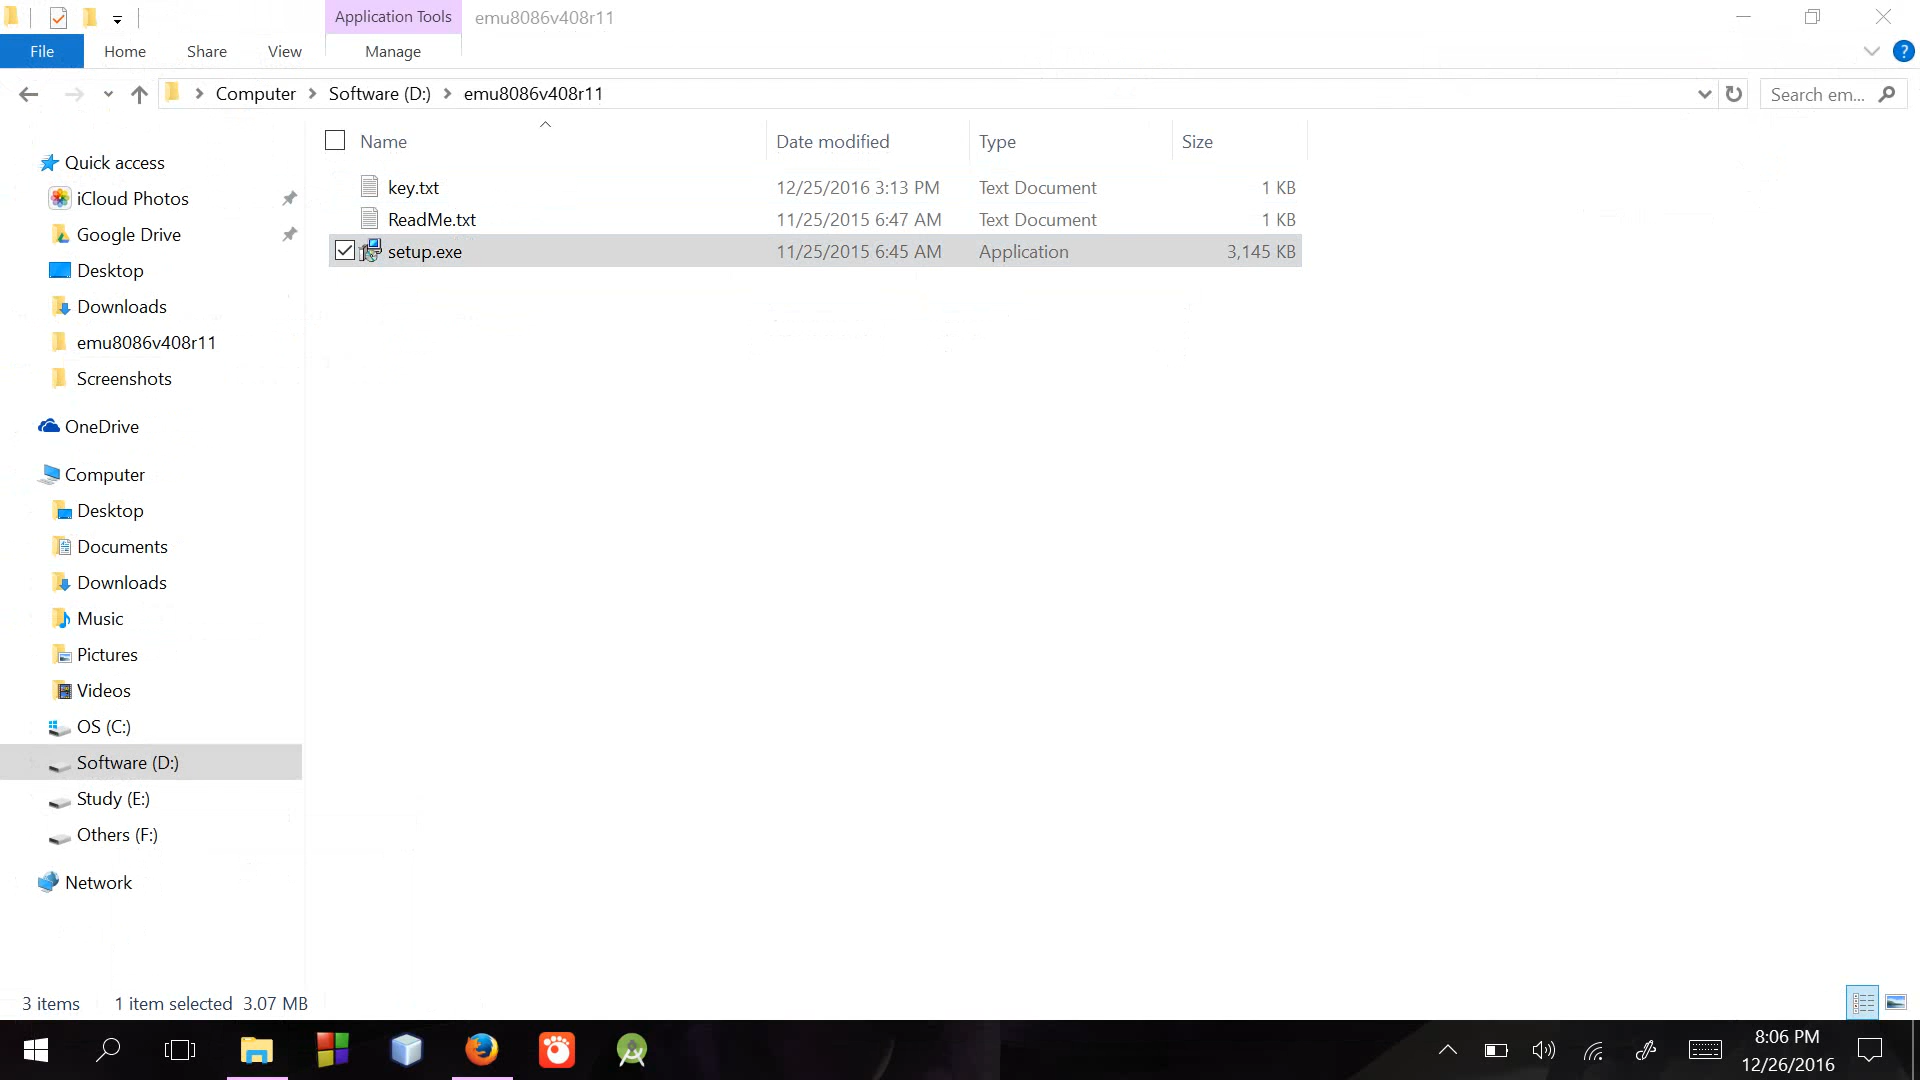 Application Tools emu8086v408r11
File Home Share View Manage ?
Computer Software (D:) emu8086v408r11 Search em...
Name Date modified Type Size
key.txt 12/25/2016 3:13 PM Text Document 1 KB
ReadMe.txt 11/25/2015 6:47 AM Text Document 1 KB
setup.exe 11/25/2015 6:45 AM Application 3,145 KB
Quick access
iCloud Photos
Google Drive
Desktop
Downloads
emu8086v408r11
Screenshots
OneDrive
Computer
Desktop
Documents
Downloads
Music
Pictures
Videos
OS (C:)
Software (D:)
Study (E:)
Others (F:)
Network
3 items 1 item selected 3.07 MB
8:06 PM
12/26/2016